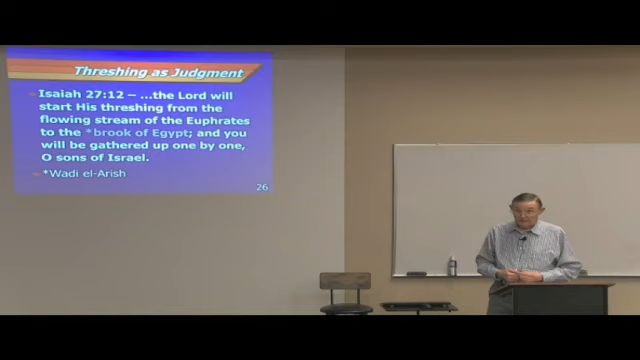 Threshing as Judgment
Isaiah 27:12 – ...the Lord will
start His threshing from the
flowing stream of the Euphrates
to the *brook of Egypt; and you
will be gathered up one by one,
O sons of Israel.
*Wadi el-Arish
26